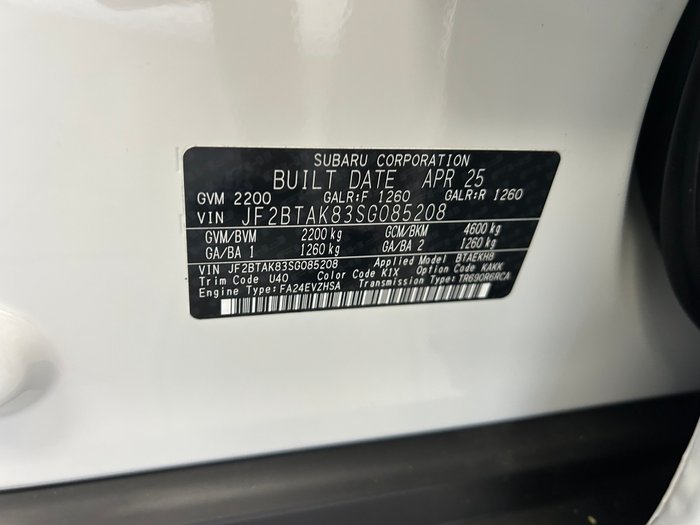 SUBARU CORPORATION
BUILT DATE APR 25
GVM 2200 GALR:F 1260 GALR:R 1260
VIN JF2BTAK83SG085208
GVM/BVM 2200 kg GCM/BKM 4600 kg
GA/BA 1 1260 kg GA/BA 2 1260 kg
VIN JF2BTAK83SG085208 Applied Model BTAEKH8
Trim Code U40 Color Code K1X Option Code KAKK
Engine Type:FA24EVZHSA Transmission Type:TR690R6RCA